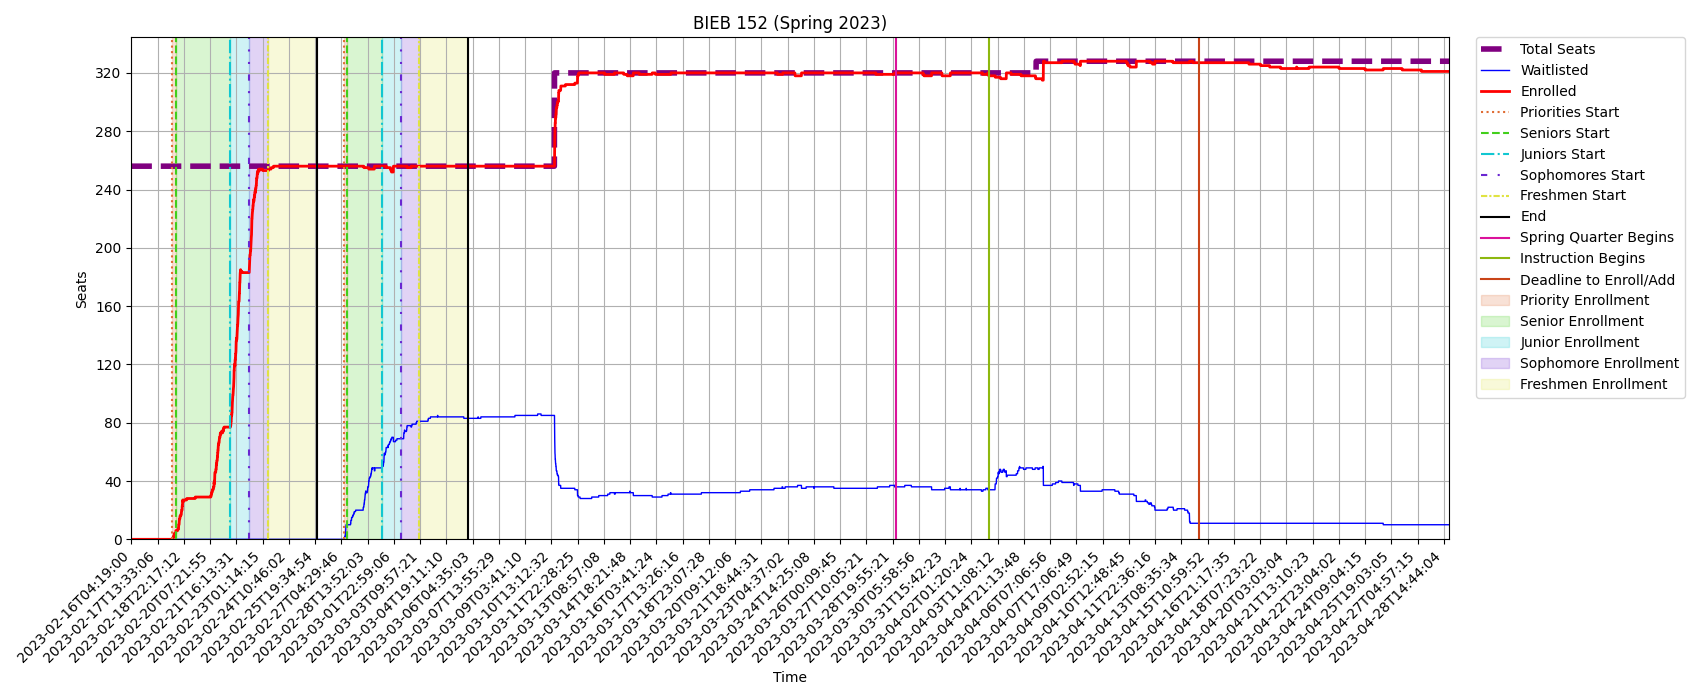 BIEB 152 (Spring 2023)
Seats
320
280
240
200
160
120
80
40
0
2023-02-16T04:19:00
2023-02-17T13:33:06
2023-02-18T22:17:12
2023-02-20T07:21:55
2023-02-21T16:13:31
2023-02-23T01:14:15
2023-02-24T10:46:02
2023-02-25T19:34:54
2023-02-27T04:29:46
2023-02-28T13:52:03
2023-03-01T22:59:06
2023-03-03T09:57:21
2023-03-04T19:11:10
2023-03-06T04:35:03
2023-03-07T13:55:29
2023-03-09T03:41:10
2023-03-10T13:12:32
2023-03-11T22:28:25
2023-03-13T08:57:08
2023-03-14T18:21:48
2023-03-16T03:41:24
2023-03-17T13:26:16
2023-03-18T23:07:28
2023-03-20T09:12:06
2023-03-21T18:44:31
2023-03-23T04:37:02
2023-03-24T14:25:08
2023-03-26T00:09:45
2023-03-27T10:05:21
2023-03-28T19:55:21
2023-03-30T05:58:56
2023-03-31T15:42:23
2023-04-02T01:20:24
2023-04-03T11:08:12
2023-04-04T21:13:48
2023-04-06T07:06:56
2023-04-07T17:06:49
2023-04-09T02:52:15
2023-04-10T12:48:45
2023-04-11T22:36:16
2023-04-13T08:35:34
2023-04-15T10:59:52
2023-04-16T21:17:35
2023-04-18T07:23:22
2023-04-20T03:03:04
2023-04-21T13:10:23
2023-04-22T23:04:02
2023-04-24T09:04:15
2023-04-25T19:03:05
2023-04-27T04:57:15
2023-04-28T14:44:04
Time
Total Seats
Waitlisted
Enrolled
Priorities Start
Seniors Start
Juniors Start
Sophomores Start
Freshmen Start
End
Spring Quarter Begins
Instruction Begins
Deadline to Enroll/Add
Priority Enrollment
Senior Enrollment
Junior Enrollment
Sophomore Enrollment
Freshmen Enrollment